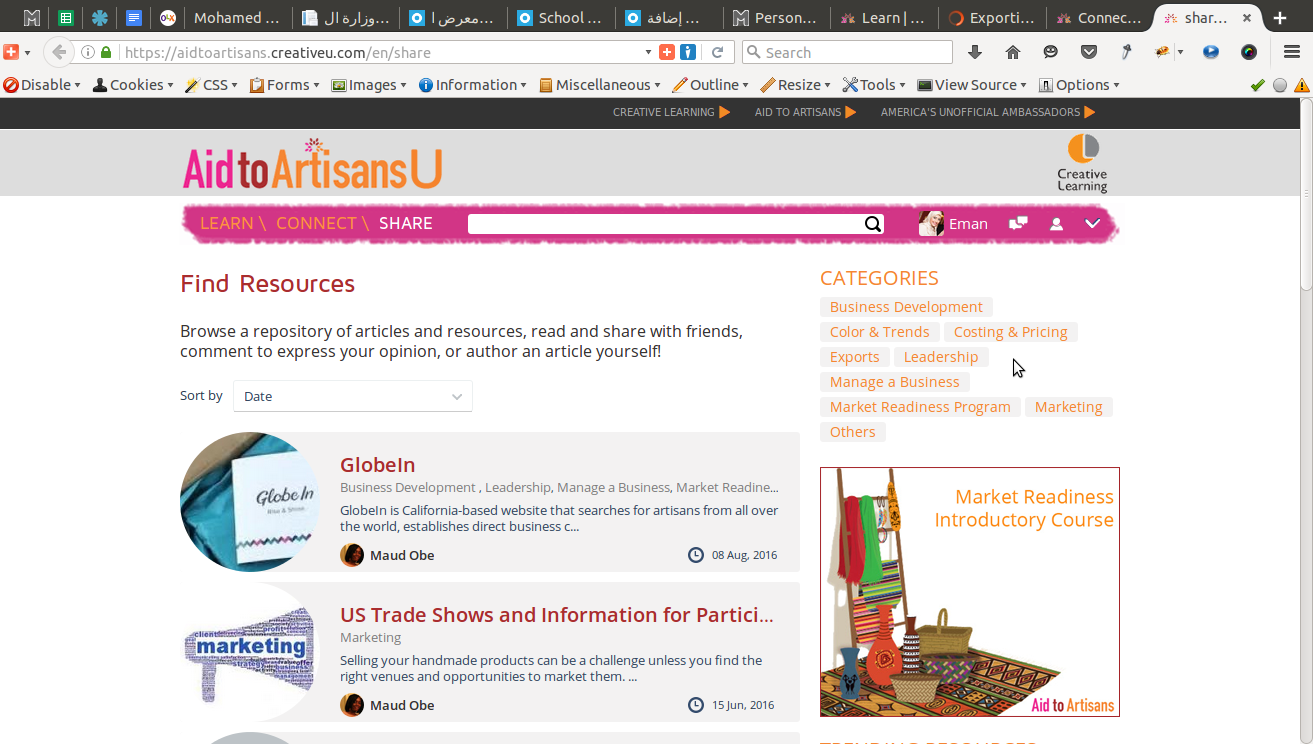 Mohamed ...
وزارة ال...
معرض ا...
School ...
إضافة ...
Person...
Learn | ...
Exporti...
Connec...
shar...
https://aidtoartisans.creativeu.com/en/share
Search
Disable Cookies CSS Forms Images Information Miscellaneous Outline Resize Tools View Source Options
CREATIVE LEARNING AID TO ARTISANS AMERICA'S UNOFFICIAL AMBASSADORS
Aid to Artisans U
Creative
Learning
LEARN \ CONNECT \ SHARE
Eman
Find Resources
Browse a repository of articles and resources, read and share with friends,
comment to express your opinion, or author an article yourself!
Sort by Date
GlobeIn
GlobeIn
Business Development , Leadership, Manage a Business, Market Readine...
GlobeIn is California-based website that searches for artisans from all over
the world, establishes direct business c...
Maud Obe 08 Aug, 2016
marketing
US Trade Shows and Information for Partici...
Marketing
Selling your handmade products can be a challenge unless you find the
right venues and opportunities to market them. ...
Maud Obe 15 Jun, 2016
CATEGORIES
Business Development
Color & Trends Costing & Pricing
Exports Leadership
Manage a Business
Market Readiness Program Marketing
Others
Market Readiness
Introductory Course
Aid to Artisans
TRENDING RESOURCES